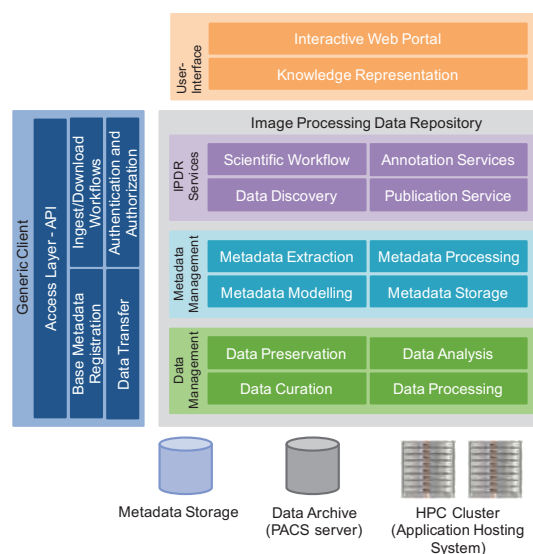 User-
Interface
Interactive Web Portal
Knowledge Representation
Generic Client
Access Layer - API
Ingest/Download
Workflows
Authentication and
Authorization
Base Metadata
Registration
Data Transfer
Image Processing Data Repository
IPDR
Services
Scientific Workflow
Annotation Services
Data Discovery
Publication Service
Metadata
Management
Metadata Extraction
Metadata Processing
Metadata Modelling
Metadata Storage
Data
Management
Data Preservation
Data Analysis
Data Curation
Data Processing
Metadata Storage
Data Archive
(PACS server)
HPC Cluster
(Application Hosting
System)